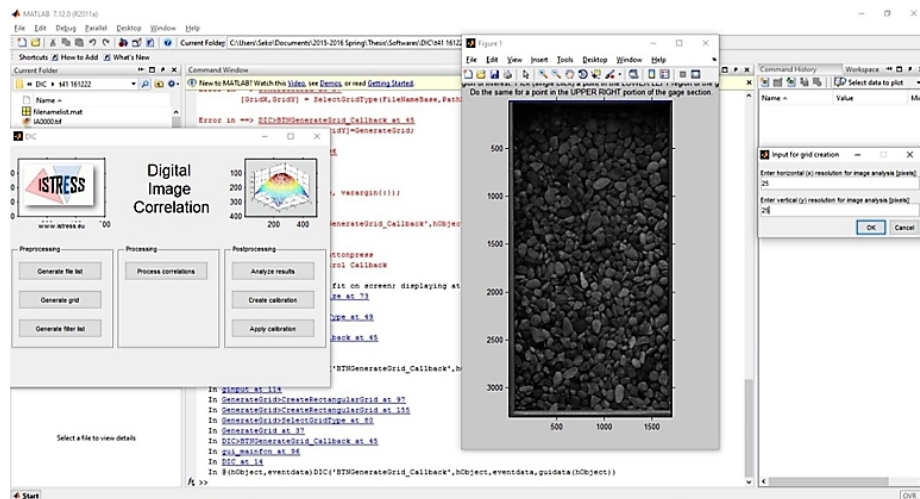 MATLAB 7.12.0 (R2011a)
File Edit Debug Parallel Desktop Window Help
Current Folder: C:\Users\Seko\Documents\2015-2016 Spring\Thesis\Softwares\DIC\t41 161222
Shortcuts How to Add What's New
Current Folder
« DIC ▸ t41 161222
Name
filenamelist.mat
IA0000.tif
Command Window
New to MATLAB? Watch this Video, see Demos, or read Getting Started.
[GridX,GridY] = SelectGridType(FileNameBase,Path
Error in ==> DIC>BTNGenerateGrid_Callback at 45
idY]=GenerateGrid;
, varargin{:});
enerateGrid_Callback',hObjec
ttonpress
rol Callback
fit on screen; displaying at
re at 73
ype at 49
back at 45
'BTNGenerateGrid_Callback',h
In ginput at 114
In GenerateGrid>CreateRectangularGrid at 97
In GenerateGrid>CreateRectangularGrid at 155
In GenerateGrid>SelectGridType at 80
In GenerateGrid at 37
In DIC>BTNGenerateGrid_Callback at 45
In gui_mainfcn at 96
In DIC at 14
In @(hObject,eventdata)DIC('BTNGenerateGrid_Callback',hObject,eventdata,guidata(hObject))
fx >>
Select a file to view details
Start
OVR
DIC
ISTRESS
www.istress.eu
Digital
Image
Correlation
100
200
300
400
200 400
Preprocessing
Generate file list
Generate grid
Generate filter list
Processing
Process correlations
Postprocessing
Analyze results
Create calibration
Apply calibration
Figure 1
File Edit View Insert Tools Desktop Window Help
Do the same for a point in the UPPER RIGHT portion of the gage section.
500
1000
1500
2000
2500
3000
500 1000 1500
Command History
Workspace
Select data to plot
Name Value
Input for grid creation
Enter horizontal (x) resolution for image analysis [pixels]:
25
Enter vertical (y) resolution for image analysis [pixels]
25
OK Cancel